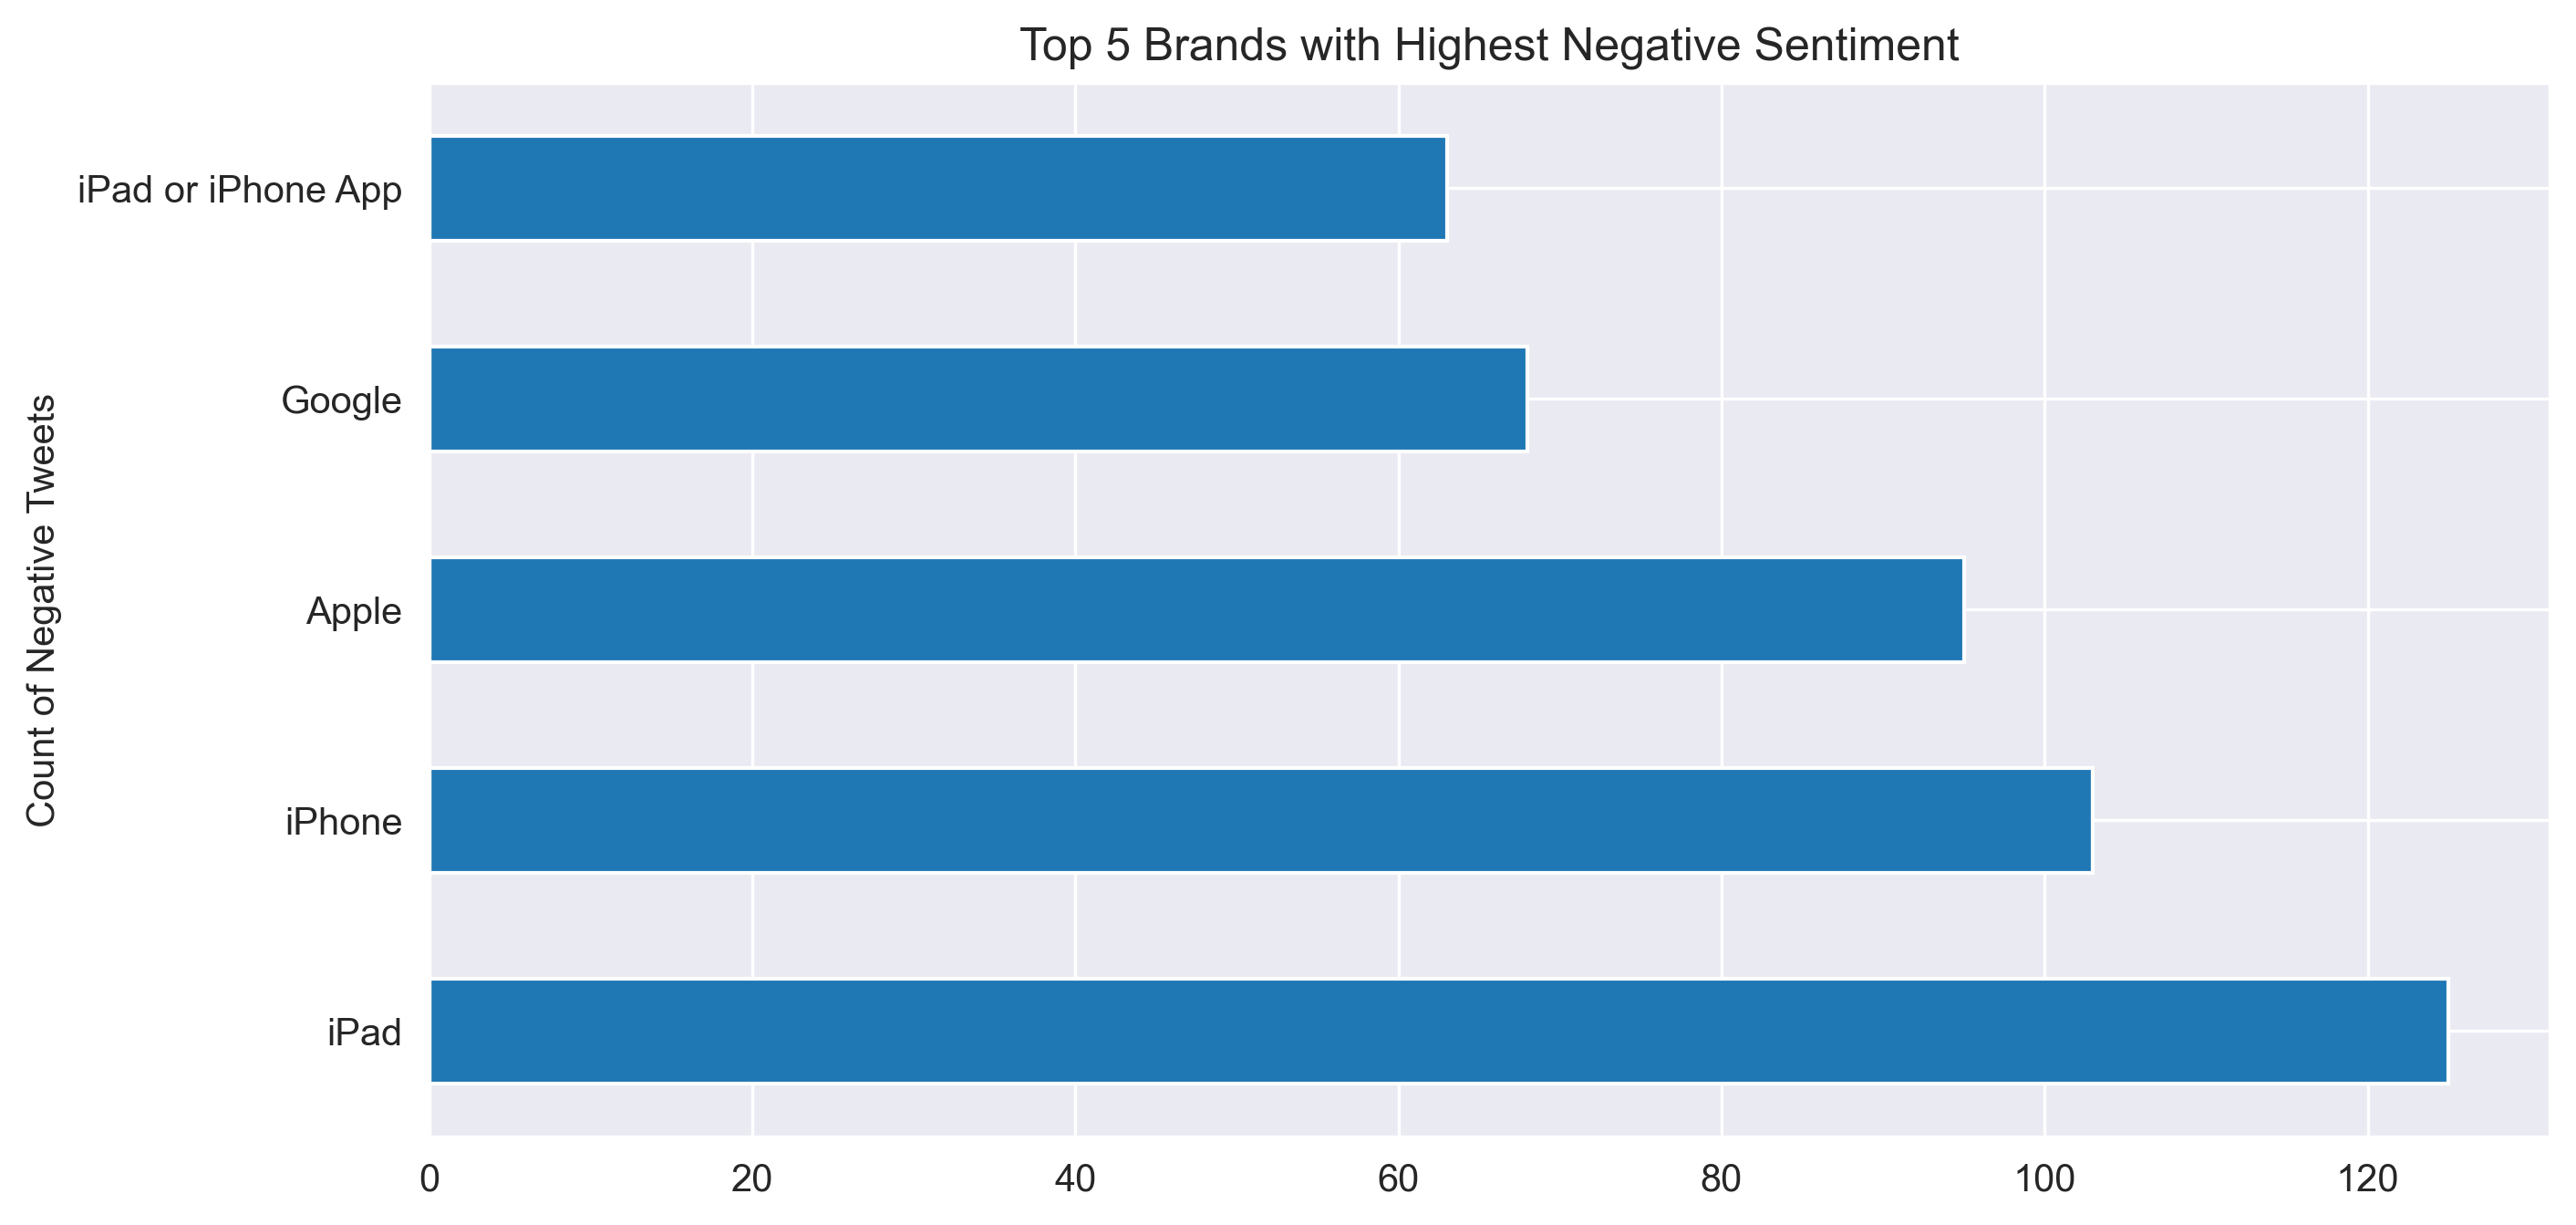 Top 5 Brands with Highest Negative Sentiment
Count of Negative Tweets
iPad or iPhone App
Google
Apple
iPhone
iPad
0 20 40 60 80 100 120